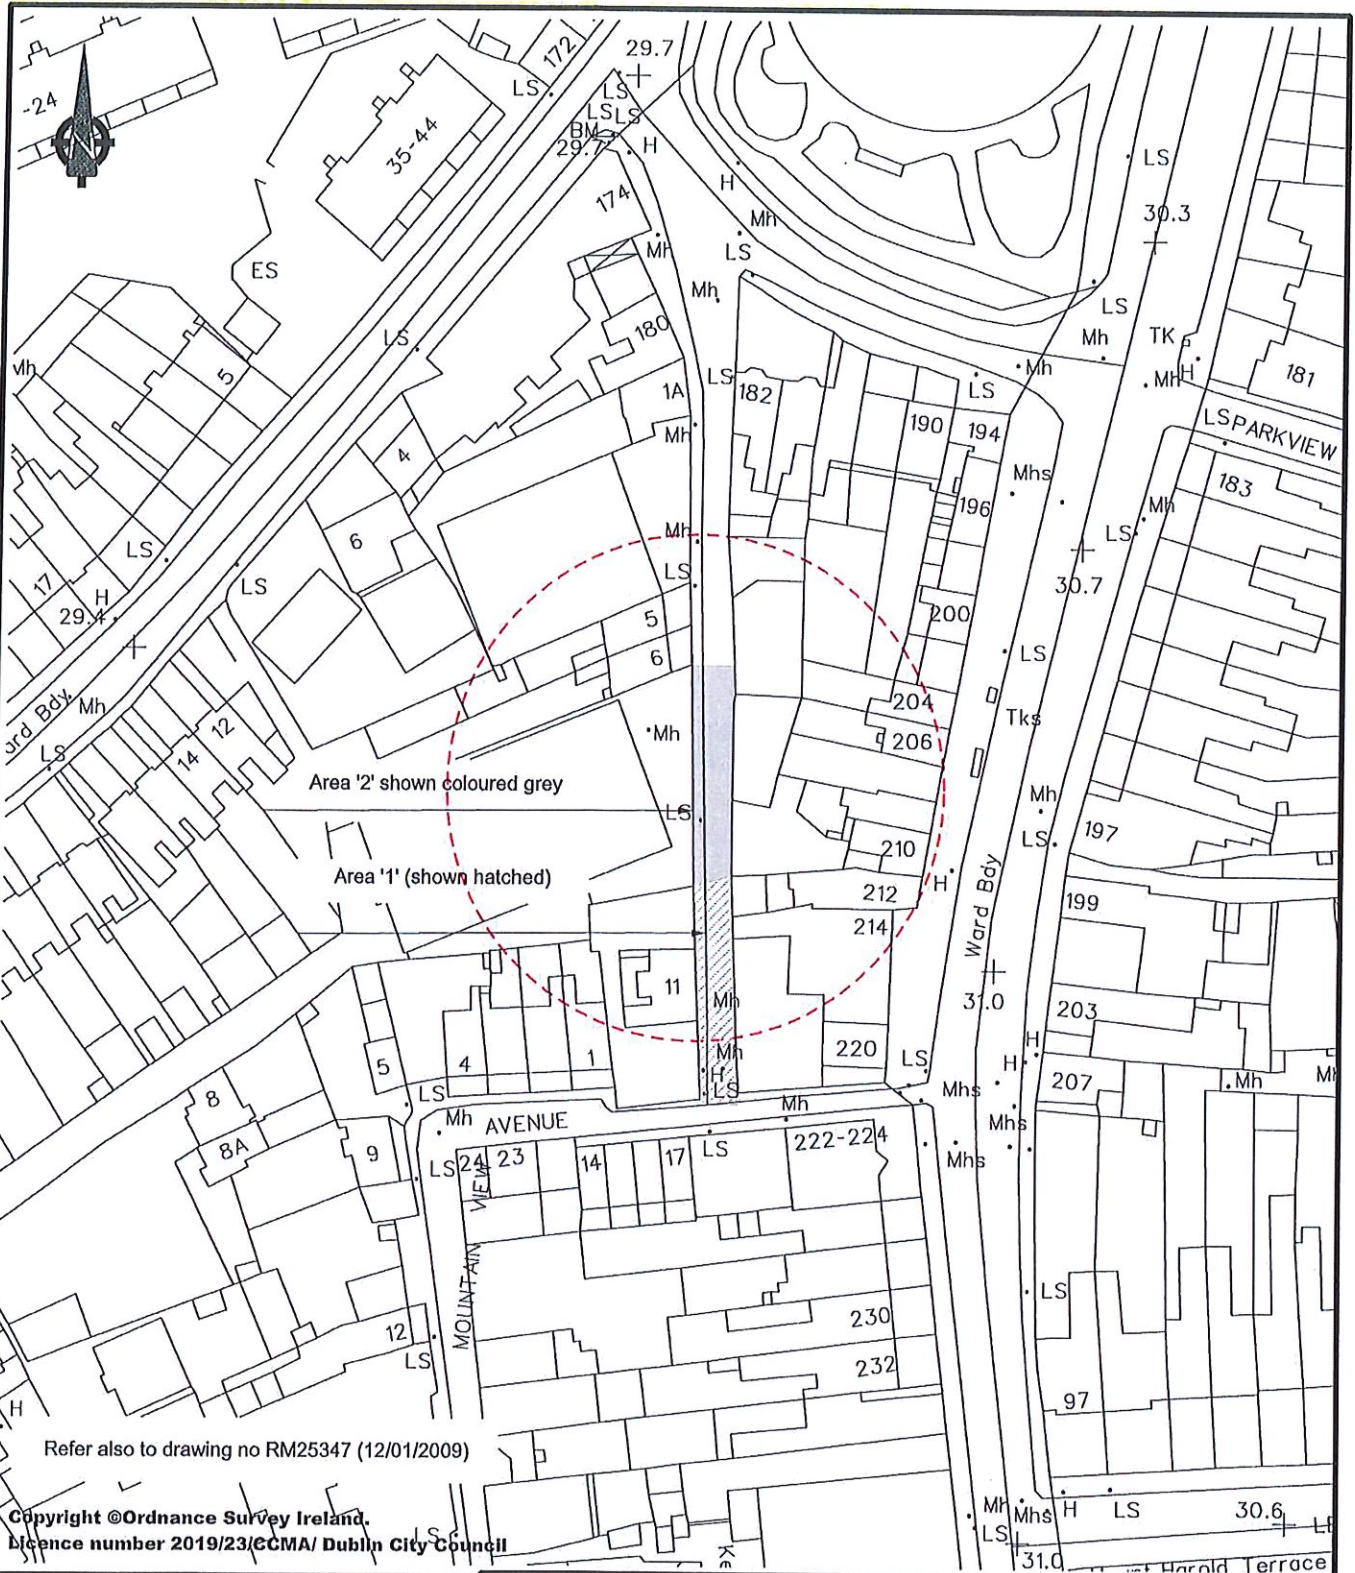 172
29.7
LS
-24
LS
LS
LS
BM
29.7
H
35-44
174
H
LS
30.3
Mh
Mh
LS
ES
Mh
LS
Mh
TK
LS
180
5
Mh
H
181
1A
LS
182
LS
Mh
190
194
LS
PARKVIEW
Mh
4
Mhs
183
196
Mh
6
Mh
LS
LS
30.7
LS
LS
17
H
29.4
5
200
6
LS
204
Mh
Tks
206
12
14
Mh
LS
Area '2' shown coloured grey
Mh
LS
LS
197
210
Area '1' (shown hatched)
H
212
Ward Bdy
199
214
11
Mh
31.0
203
Mh
220
H
H
5
4
1
H
LS
LS
207
Mh
8
LS
Mhs
Mh
AVENUE
Mh
Mhs
8A
9
LS
24
23
14
17
LS
222-224
Mhs
MOUNTAIN VIEW
LS
230
12
LS
232
97
H
Refer also to drawing no RM25347 (12/01/2009)
Mh
Mhs
H
LS
30.6
LS
31.0
Harold Terrace
Copyright ©Ordnance Survey Ireland.
Licence number 2019/23/CCMA/ Dublin City Council
LS